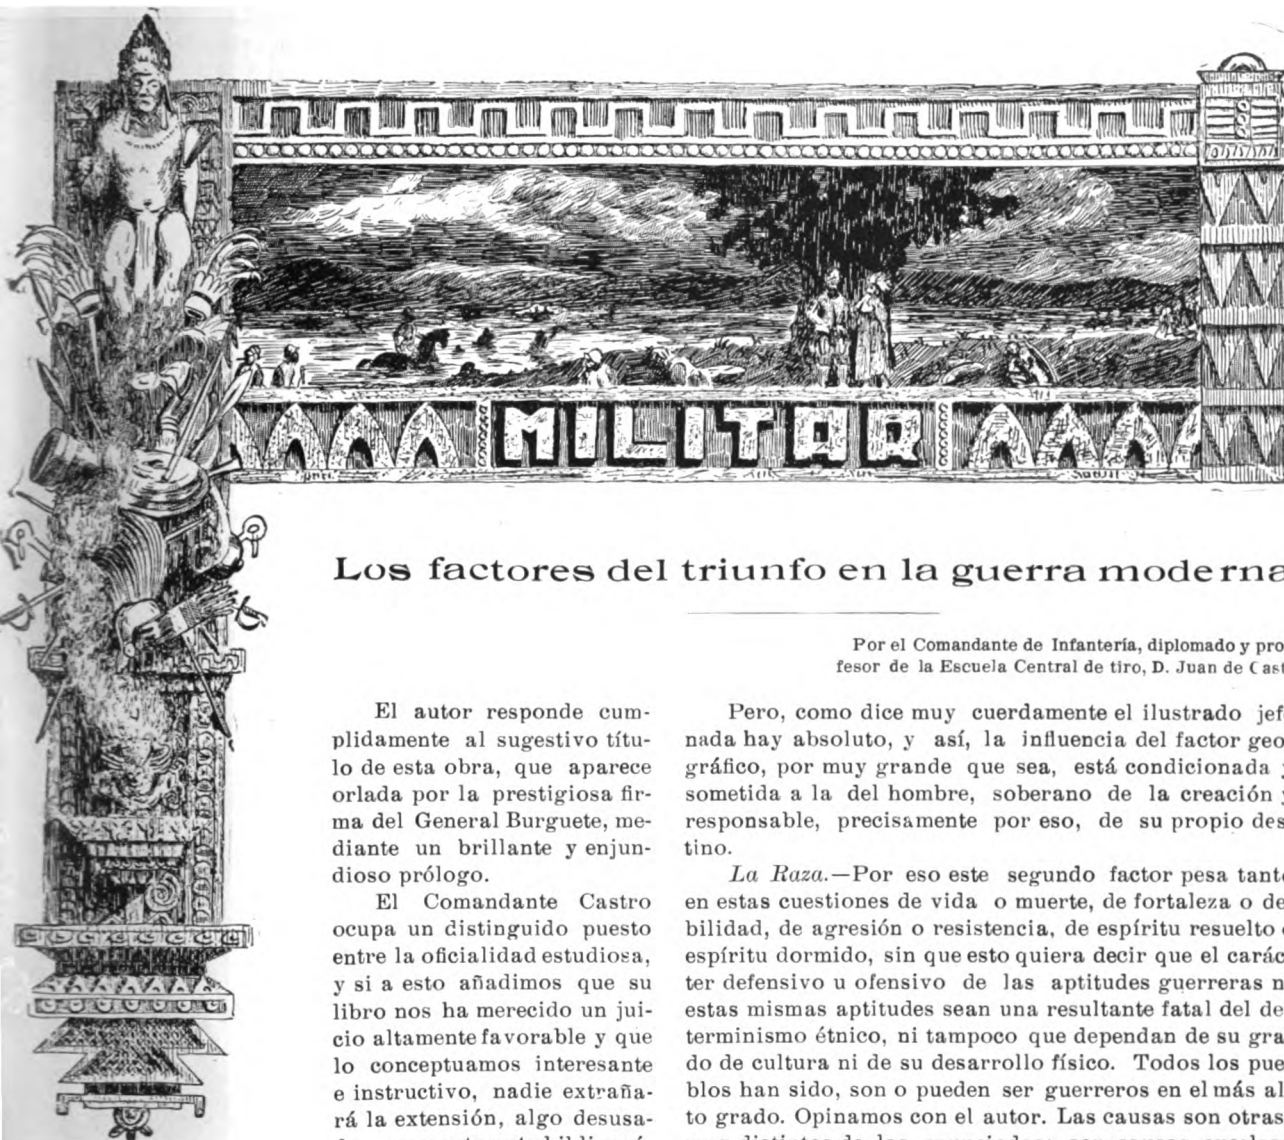 MILITAR
Los factores del triunfo en la guerra moderna
Por el Comandante de Infantería, diplomado y pro-
fesor de la Escuela Central de tiro, D. Juan de Cast
El autor responde cum-
plidamente al sugestivo títu-
lo de esta obra, que aparece
orlada por la prestigiosa fir-
ma del General Burguete, me-
diante un brillante y enjun-
dioso prólogo.
El Comandante Castro
ocupa un distinguido puesto
entre la oficialidad estudiosa,
y si a esto añadimos que su
libro nos ha merecido un jui-
cio altamente favorable y que
lo conceptuamos interesante
e instructivo, nadie extraña-
rá la extensión, algo desusa-
Pero, como dice muy cuerdamente el ilustrado jef
nada hay absoluto, y así, la influencia del factor geo-
gráfico, por muy grande que sea, está condicionada y
sometida a la del hombre, soberano de la creación y
responsable, precisamente por eso, de su propio des-
tino.
La Raza.—Por eso este segundo factor pesa tanto
en estas cuestiones de vida o muerte, de fortaleza o de-
bilidad, de agresión o resistencia, de espíritu resuelto o
espíritu dormido, sin que esto quiera decir que el carác-
ter defensivo u ofensivo de las aptitudes guerreras n
estas mismas aptitudes sean una resultante fatal del de-
terminismo étnico, ni tampoco que dependan de su gra-
do de cultura ni de su desarrollo físico. Todos los pue-
blos han sido, son o pueden ser guerreros en el más al-
to grado. Opinamos con el autor. Las causas son otras